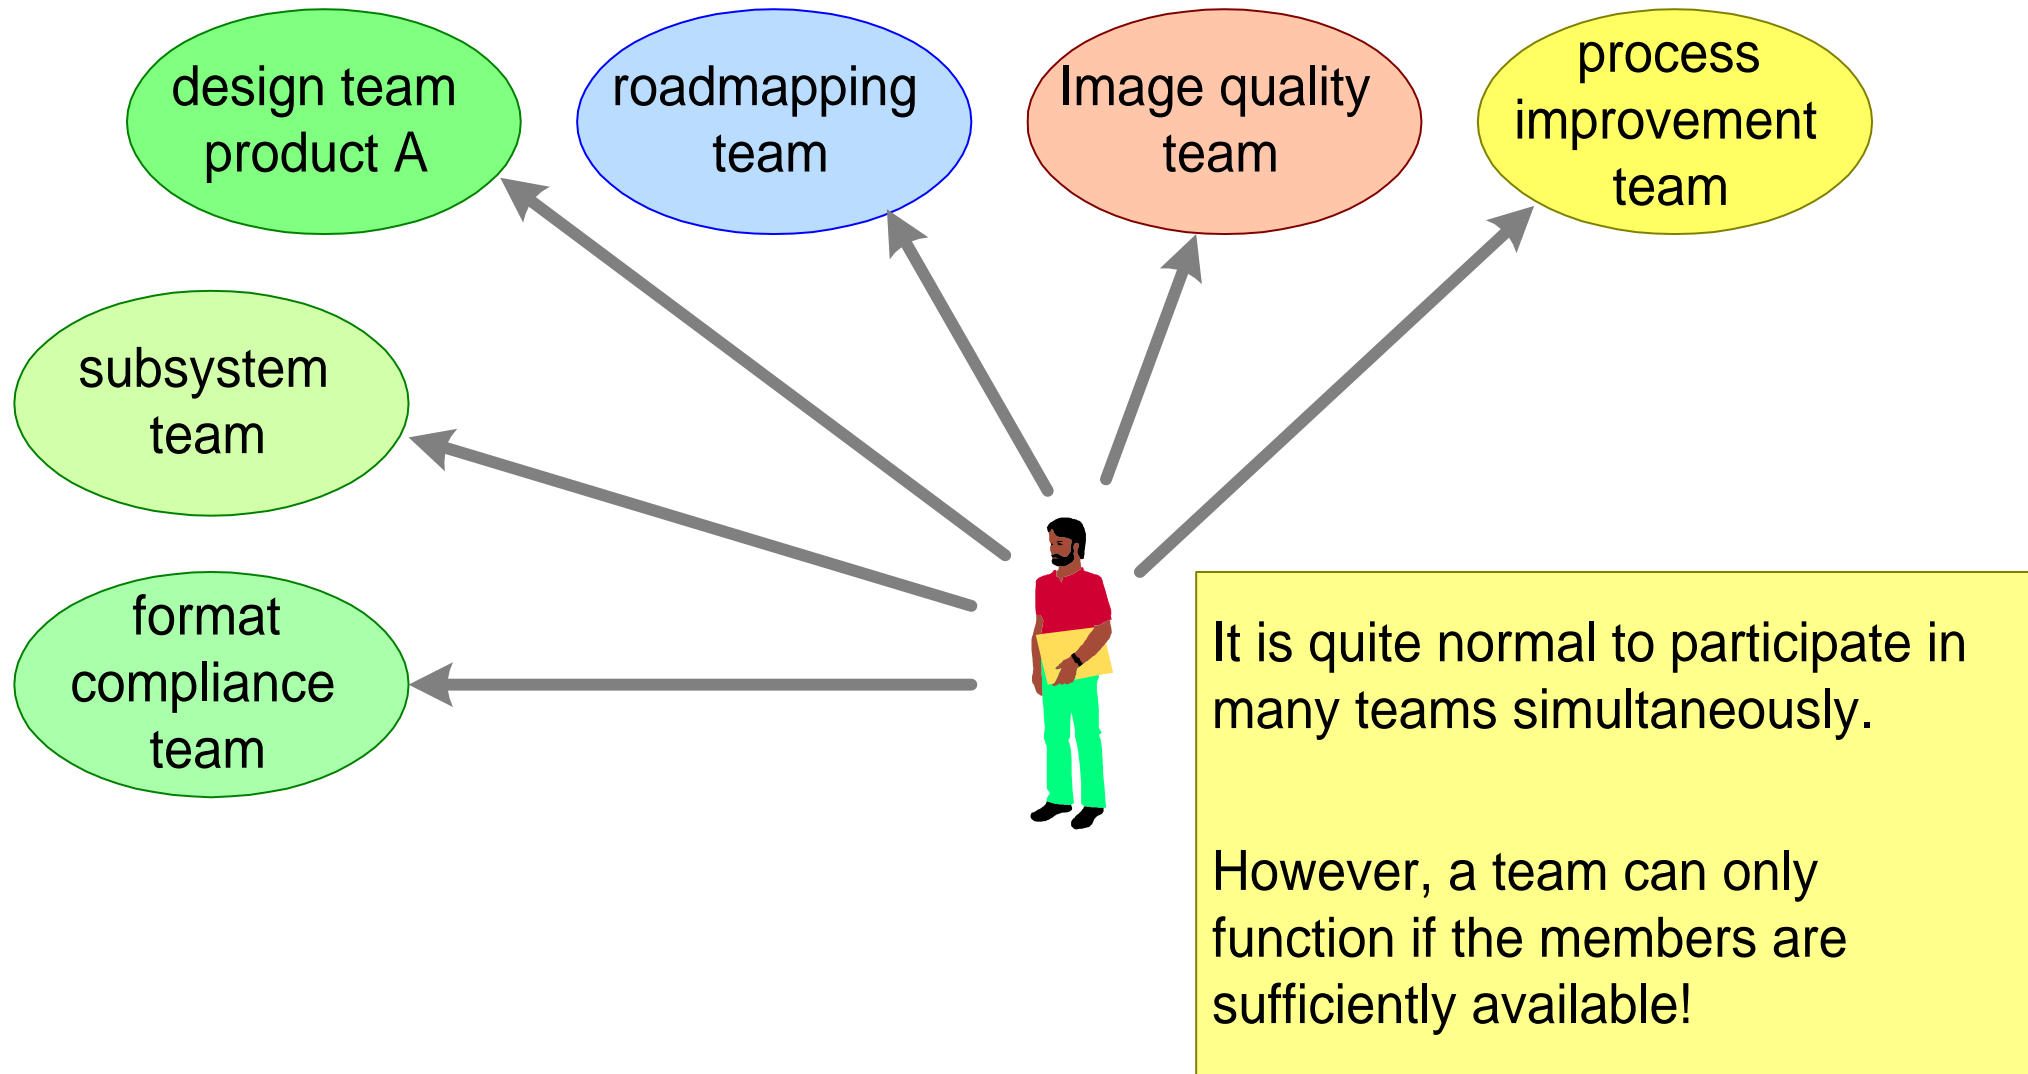 design team
product A
roadmapping
team
Image quality
team
process
improvement
team
subsystem
team
format
compliance
team
It is quite normal to participate in
many teams simultaneously.
However, a team can only
function if the members are
sufficiently available!